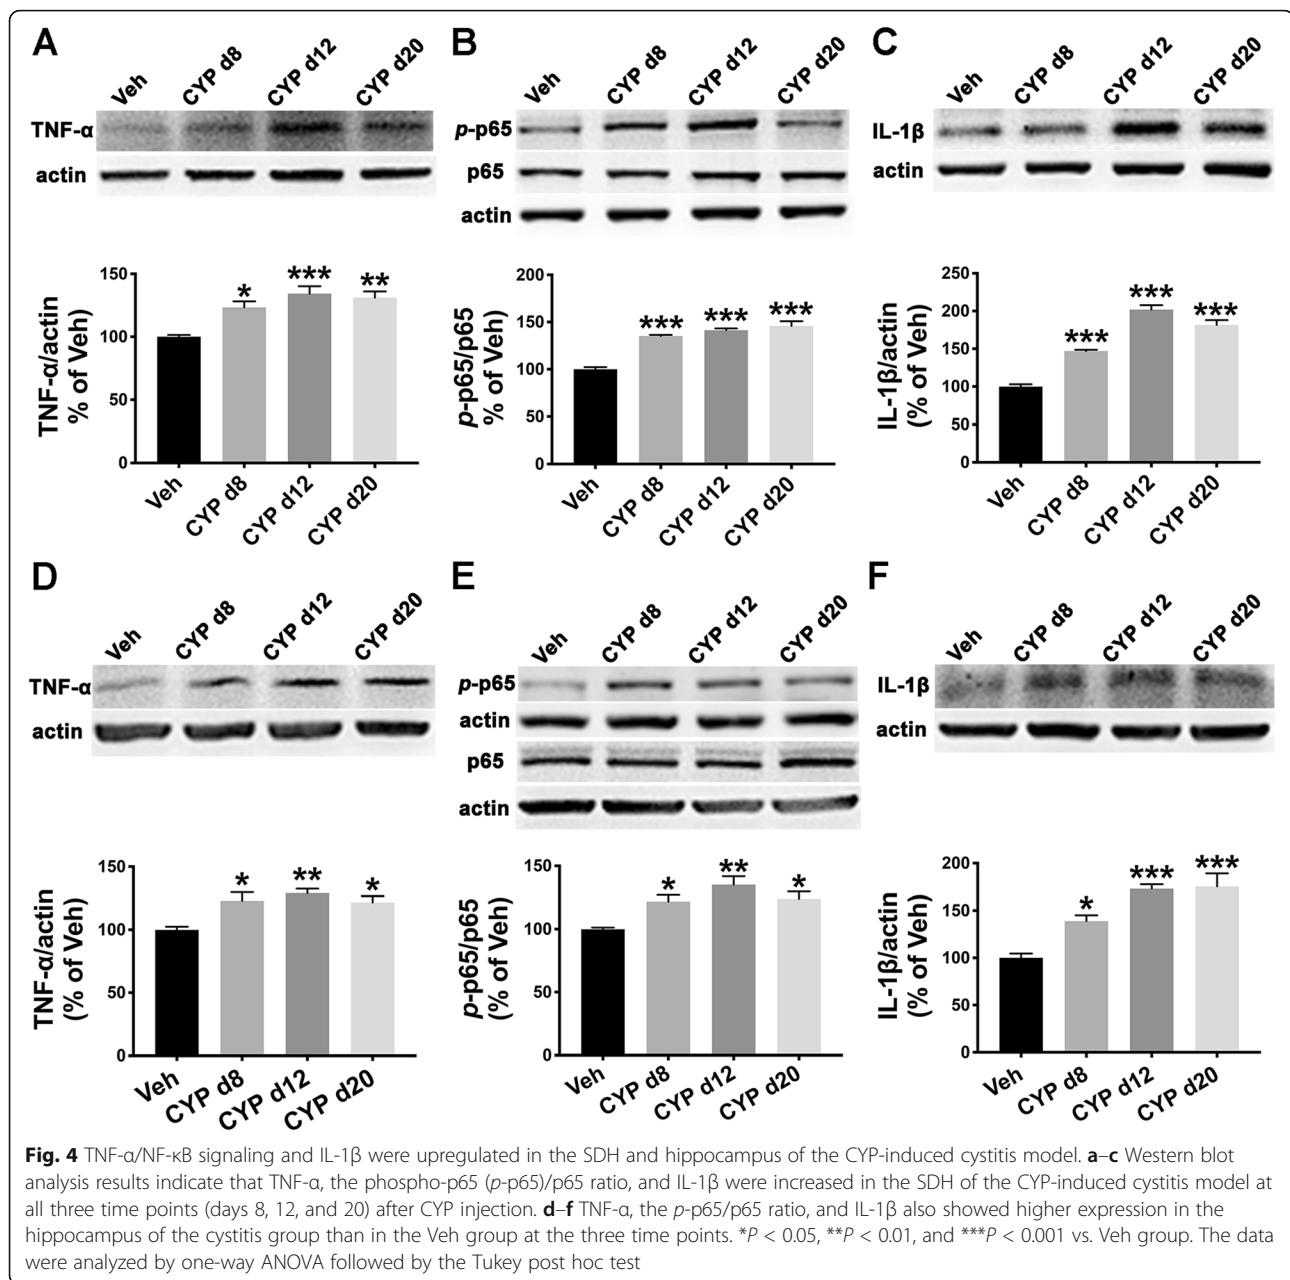 A
Veh
CYP d8
CYP d12
CYP d20
TNF-α
actin
TNF-α/actin
% of Veh)
150
100
50
0
*
***
**
Veh
CYP d8
CYP d12
CYP d20
B
Veh
CYP d8
CYP d12
CYP d20
p-p65
p65
actin
p-p65/p65
% of Veh)
200
150
100
50
0
***
***
***
Veh
CYP d8
CYP d12
CYP d20
C
Veh
CYP d8
CYP d12
CYP d20
IL-1β
actin
IL-1β/actin
(% of Veh)
250
200
150
100
50
0
***
***
***
Veh
CYP d8
CYP d12
CYP d20
D
Veh
CYP d8
CYP d12
CYP d20
TNF-α
actin
TNF-α/actin
(% of Veh)
150
100
50
0
*
**
*
Veh
CYP d8
CYP d12
CYP d20
E
Veh
CYP d8
CYP d12
CYP d20
p-p65
actin
p65
actin
p-p65/p65
(% of Veh)
150
100
50
0
*
**
*
Veh
CYP d8
CYP d12
CYP d20
F
Veh
CYP d8
CYP d12
CYP d20
IL-1β
actin
IL-1β/actin
(% of Veh)
200
150
100
50
0
*
***
***
Veh
CYP d8
CYP d12
CYP d20
Fig. 4 TNF-α/NF-κB signaling and IL-1β were upregulated in the SDH and hippocampus of the CYP-induced cystitis model. a–c Western blot
analysis results indicate that TNF-α, the phospho-p65 (p-p65)/p65 ratio, and IL-1β were increased in the SDH of the CYP-induced cystitis model at
all three time points (days 8, 12, and 20) after CYP injection. d–f TNF-α, the p-p65/p65 ratio, and IL-1β also showed higher expression in the
hippocampus of the cystitis group than in the Veh group at the three time points. *P < 0.05, **P < 0.01, and ***P < 0.001 vs. Veh group. The data
were analyzed by one-way ANOVA followed by the Tukey post hoc test